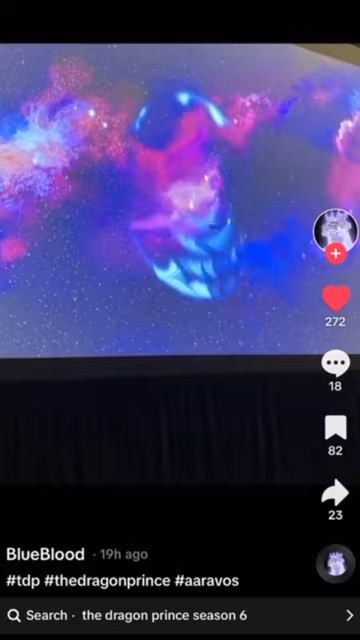 272
18
82
23
BlueBlood · 19h ago
#tdp #thedragonprince #aaravos
Search · the dragon prince season 6